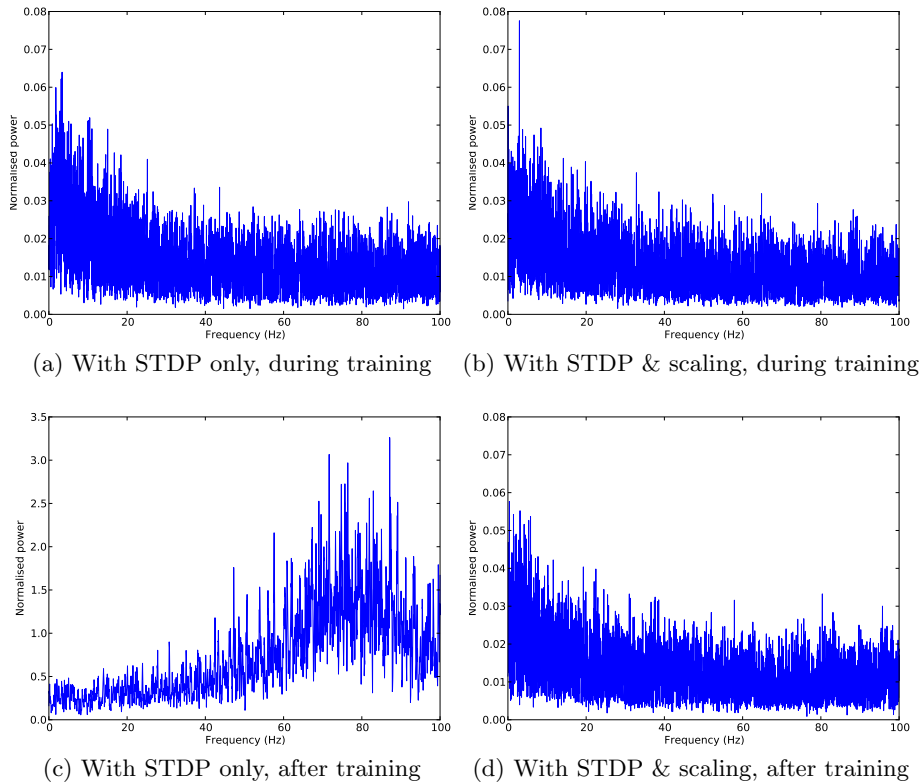 0.08
0.07
0.06
0.05
0.04
0.03
0.02
0.01
0.00
Normalised power
0 20 40 60 80 100
Frequency (Hz)
(a) With STDP only, during training
0.08
0.07
0.06
0.05
0.04
0.03
0.02
0.01
0.00
Normalised power
0 20 40 60 80 100
Frequency (Hz)
(b) With STDP & scaling, during training
3.5
3.0
2.5
2.0
1.5
1.0
0.5
0.0
Normalised power
0 20 40 60 80 100
Frequency (Hz)
(c) With STDP only, after training
0.08
0.07
0.06
0.05
0.04
0.03
0.02
0.01
0.00
Normalised power
0 20 40 60 80 100
Frequency (Hz)
(d) With STDP & scaling, after training